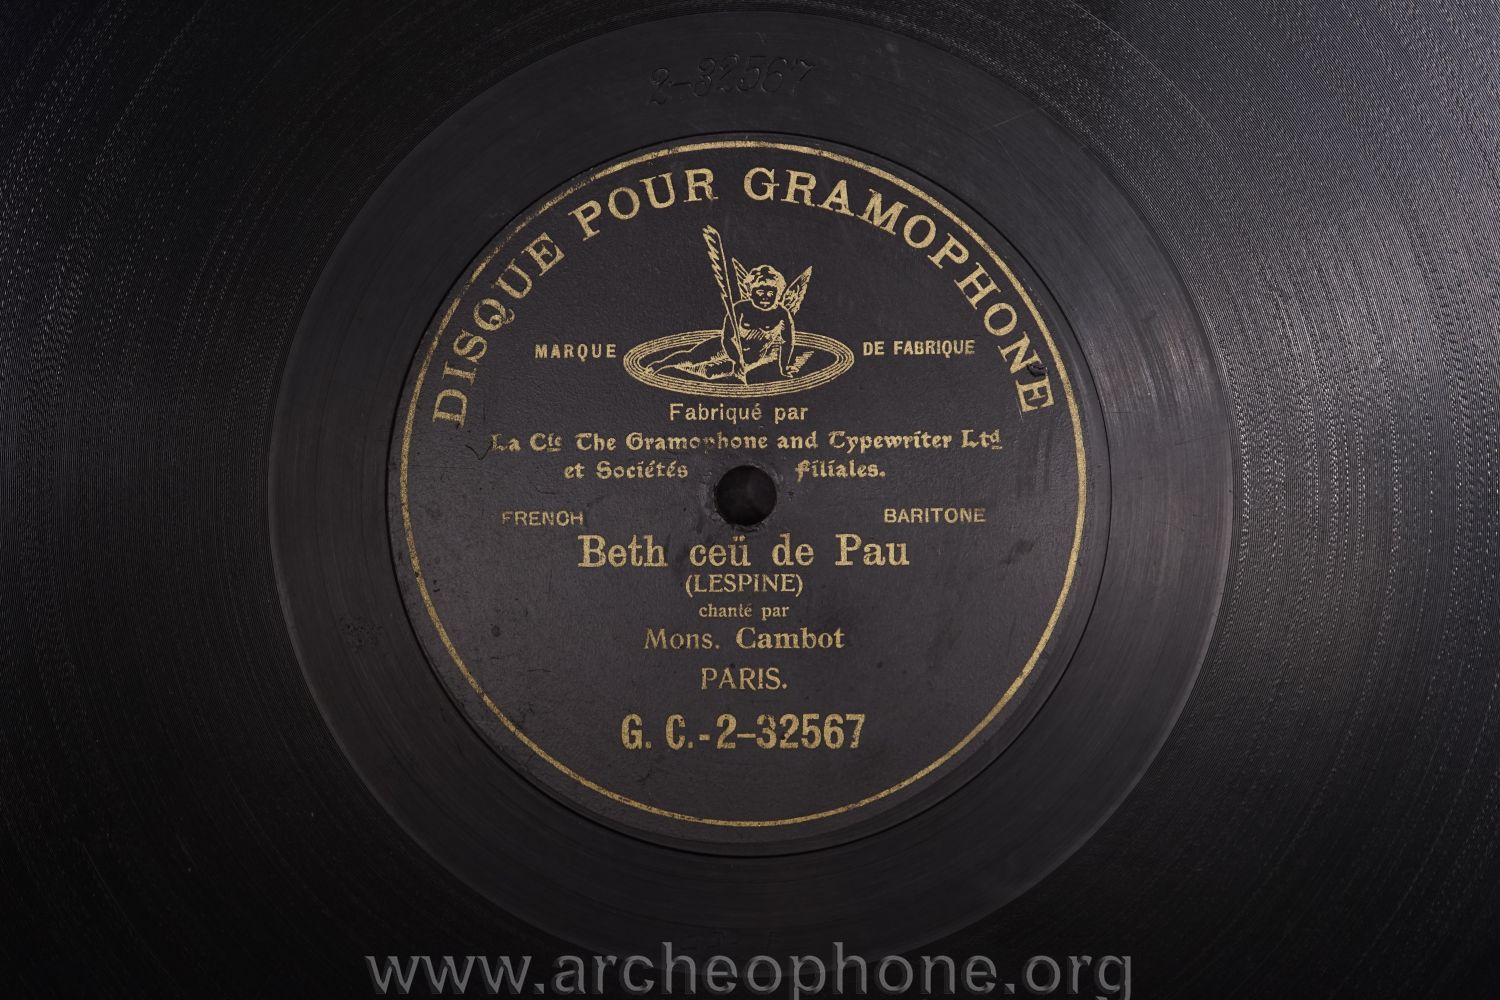 2-32567
DISQUE POUR GRAMOPHONE
MARQUE DE FABRIQUE
Fabriqué par
La Cie The Gramophone and Typewriter Ltd
et Sociétés filiales.
FRENCH BARITONE
Beth ceü de Pau
(LESPINE)
chanté par
Mons. Cambot
PARIS.
G. C.-2-32567
www.archeophone.org